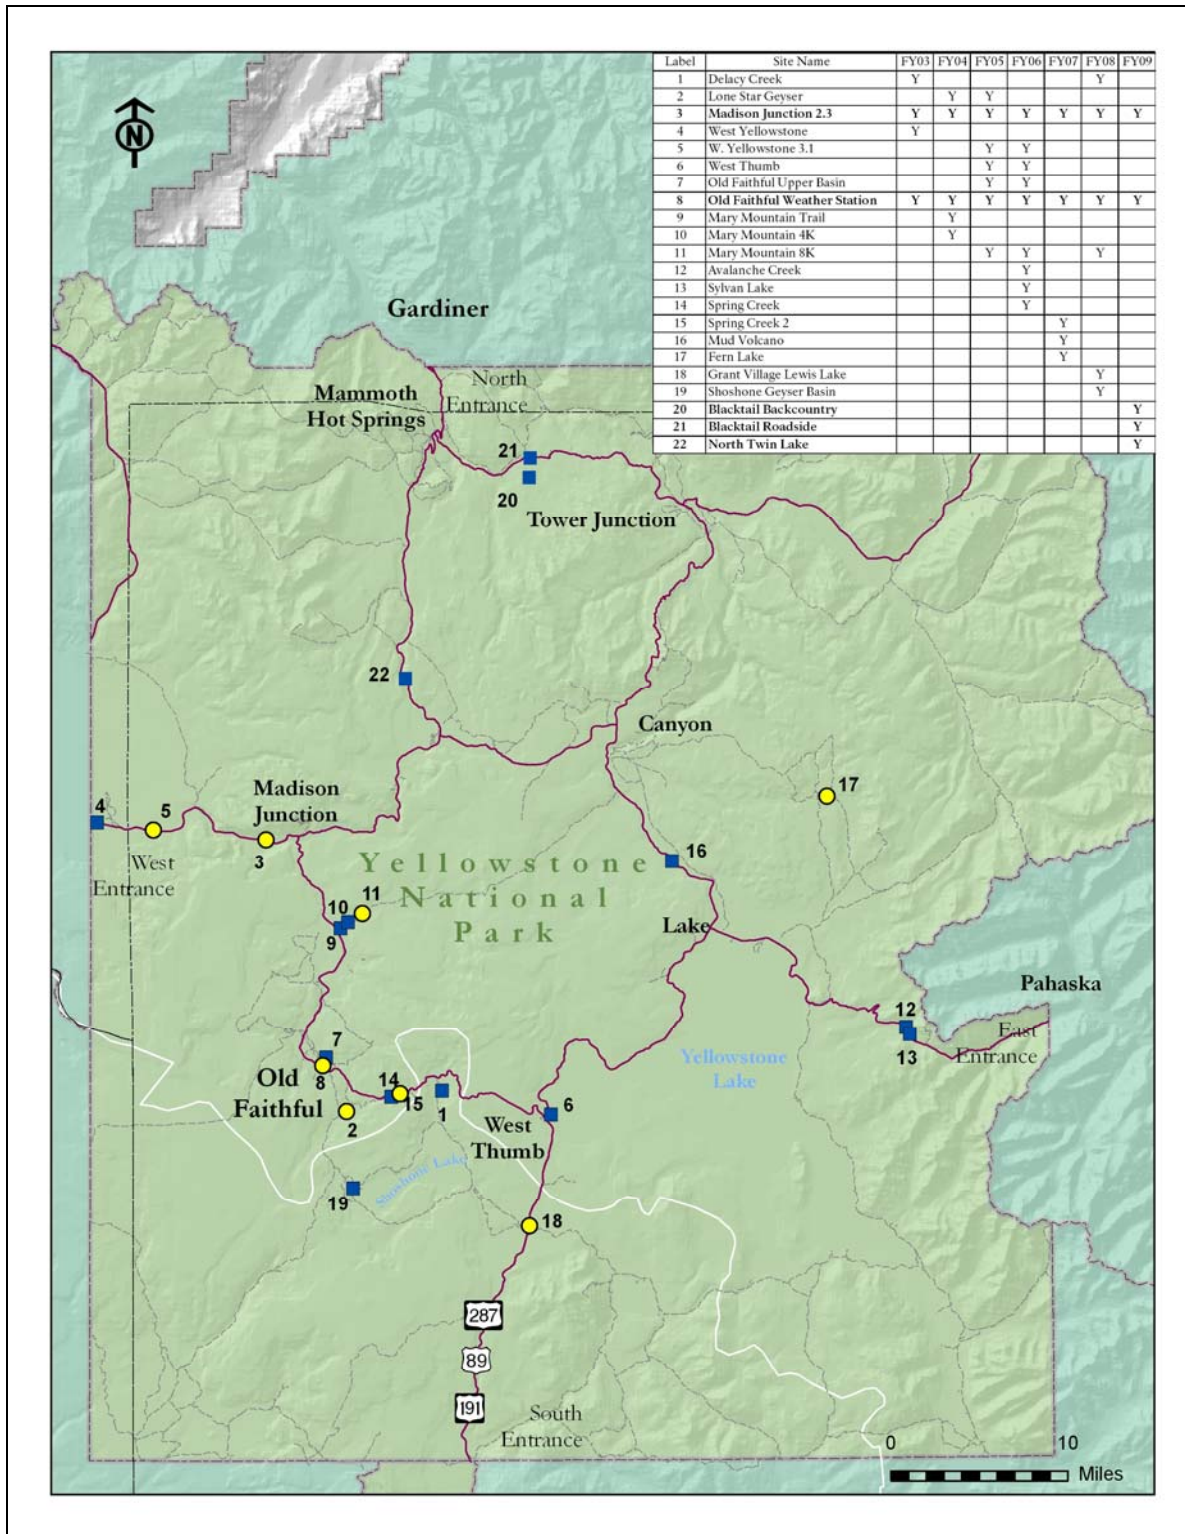 Label Site Name FY03 FY04 FY05 FY06 FY07 FY08 FY09
1 Delacy Creek Y Y
2 Lone Star Geyser Y Y
3 Madison Junction 2.3 Y Y Y Y Y Y Y
4 West Yellowstone Y
5 W. Yellowstone 3.1 Y Y
6 West Thumb Y Y
7 Old Faithful Upper Basin Y Y
8 Old Faithful Weather Station Y Y Y Y Y Y Y
9 Mary Mountain Trail Y
10 Mary Mountain 4K Y
11 Mary Mountain 8K Y Y Y
12 Avalanche Creek Y
13 Sylvan Lake Y
14 Spring Creek Y
15 Spring Creek 2 Y
16 Mud Volcano Y
17 Fern Lake Y
18 Grant Village Lewis Lake Y
19 Shoshone Geyser Basin Y
20 Blacktail Backcountry Y
21 Blacktail Roadside Y
22 North Twin Lake Y
N
Gardiner
North
Entrance
Mammoth
Hot Springs
21
20
Tower Junction
22
Canyon
17
Madison
Junction
4
5
3
West
Entrance
16
Yellowstone
National
Park
10
11
9
Lake
Pahaska
12
13
East
Entrance
Yellowstone
Lake
7
8
Old
Faithful
14
15
2
1
6
West
Thumb
Shoshone Lake
19
18
287
89
191
South
Entrance
0 10
Miles